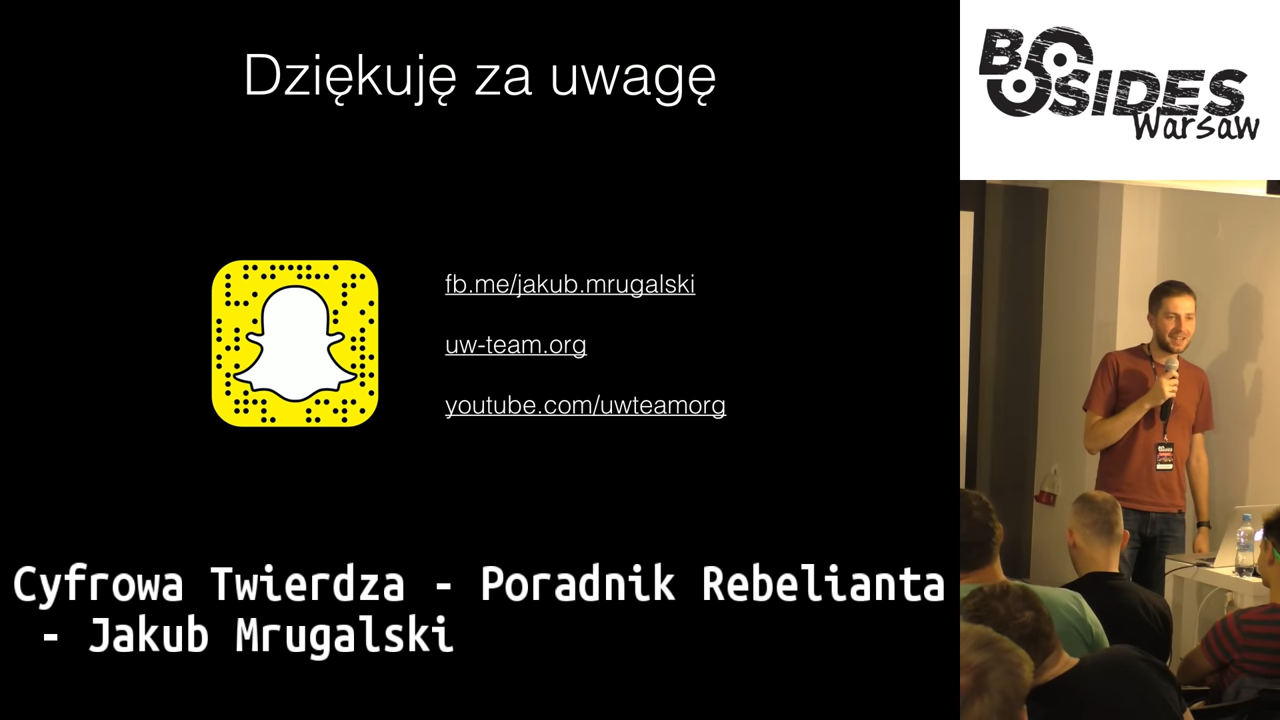 Dziękuję za uwagę
fb.me/jakub.mrugalski
uw-team.org
youtube.com/uwteamorg
Cyfrowa Twierdza - Poradnik Rebelianta
- Jakub Mrugalski
BSIDES
Warsaw